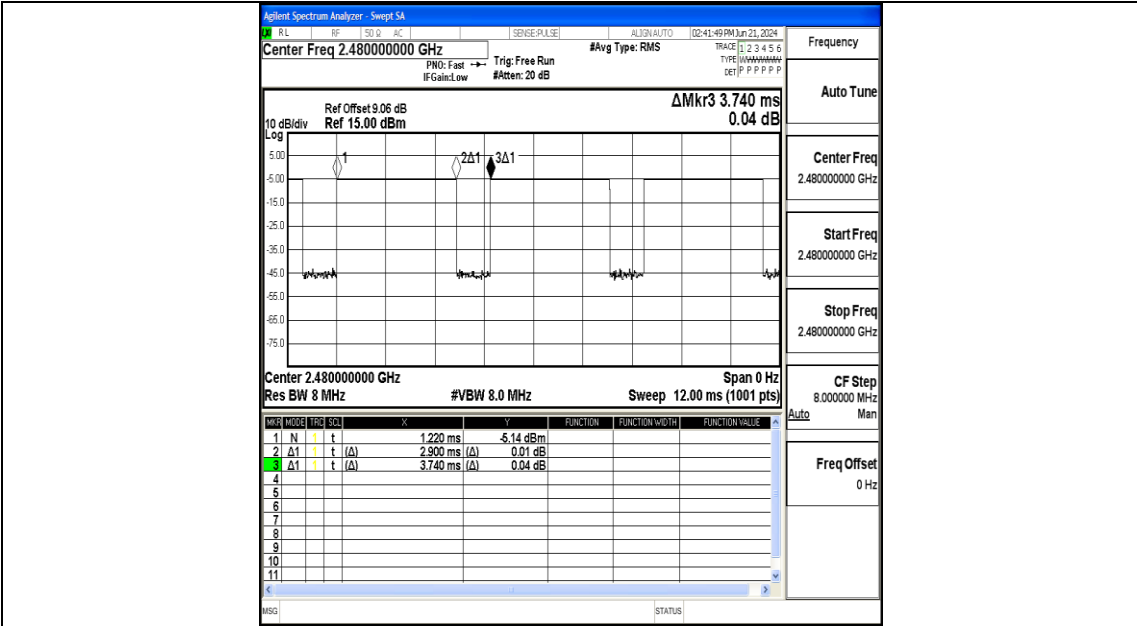 Agilent Spectrum Analyzer - Swept SA
RL RF 50 Ω AC SENSE:PULSE ALIGN AUTO 02:41:49 PM Jun 21, 2024
Center Freq 2.480000000 GHz
#Avg Type: RMS
TRACE 1 2 3 4 5 6
PNO: Fast
Trig: Free Run
TYPE
IFGain:Low
#Atten: 20 dB
DET P P P P P P
ΔMkr3 3.740 ms
0.04 dB
Ref Offset 9.06 dB
10 dB/div Ref 15.00 dBm
Log
1 2Δ1 3Δ1
5.00
-5.00
-15.0
-25.0
-35.0
-45.0
-55.0
-65.0
-75.0
Center 2.480000000 GHz Span 0 Hz
Res BW 8 MHz #VBW 8.0 MHz Sweep 12.00 ms (1001 pts)
MKR MODE TRC SCL X Y FUNCTION FUNCTION WIDTH FUNCTION VALUE
1 N 1 t 1.220 ms -5.14 dBm
2 Δ1 1 t (Δ) 2.900 ms (Δ) 0.01 dB
3 Δ1 1 t (Δ) 3.740 ms (Δ) 0.04 dB
4
5
6
7
8
9
10
11
MSG STATUS
Frequency
Auto Tune
Center Freq
2.480000000 GHz
Start Freq
2.480000000 GHz
Stop Freq
2.480000000 GHz
CF Step
8.000000 MHz
Auto Man
Freq Offset
0 Hz